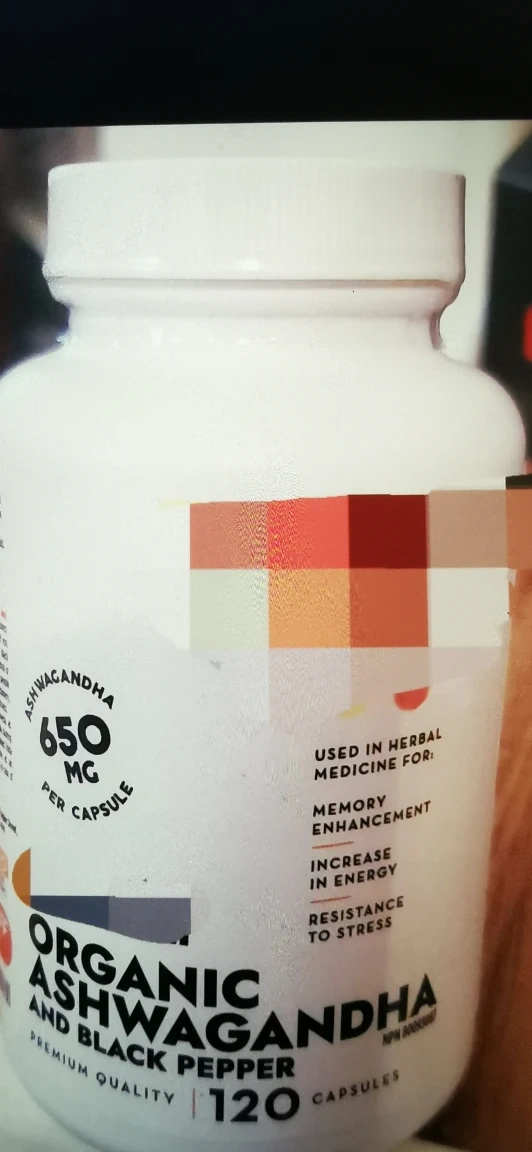 ASHWAGANDHA
650
MG
PER CAPSULE
USED IN HERBAL
MEDICINE FOR:
MEMORY
ENHANCEMENT
INCREASE
IN ENERGY
RESISTANCE
TO STRESS
ORGANIC
ASHWAGANDHA
AND BLACK PEPPER
NPN
PREMIUM QUALITY
120
CAPSULES